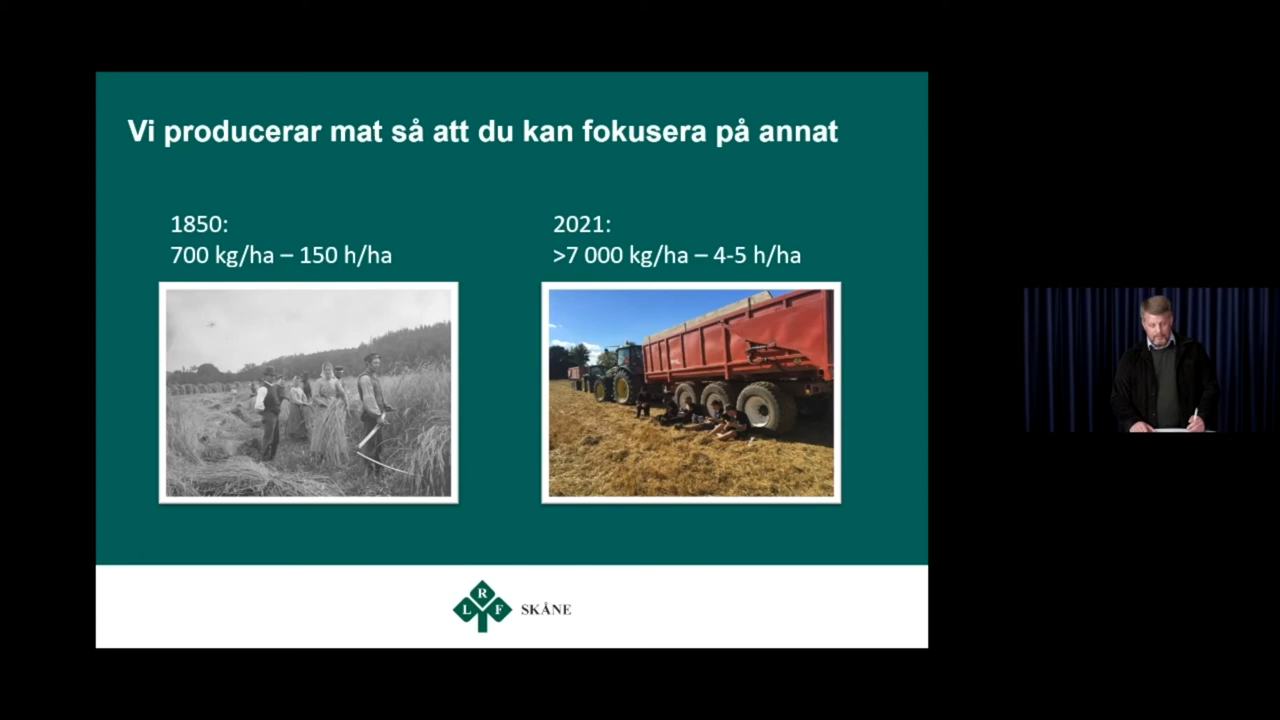 Vi producerar mat så att du kan fokusera på annat
1850:
700 kg/ha – 150 h/ha
2021:
>7 000 kg/ha – 4-5 h/ha
L R F
SKÅNE